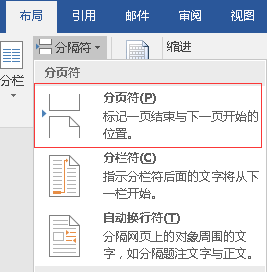 布局 引用 邮件 审阅 视图
分隔符 缩进
分栏
分页符
分页符(P)
标记一页结束与下一页开始的
位置。
分栏符(C)
指示分栏符后面的文字将从下
一栏开始。
自动换行符(T)
分隔网页上的对象周围的文
字，如分隔题注文字与正文。